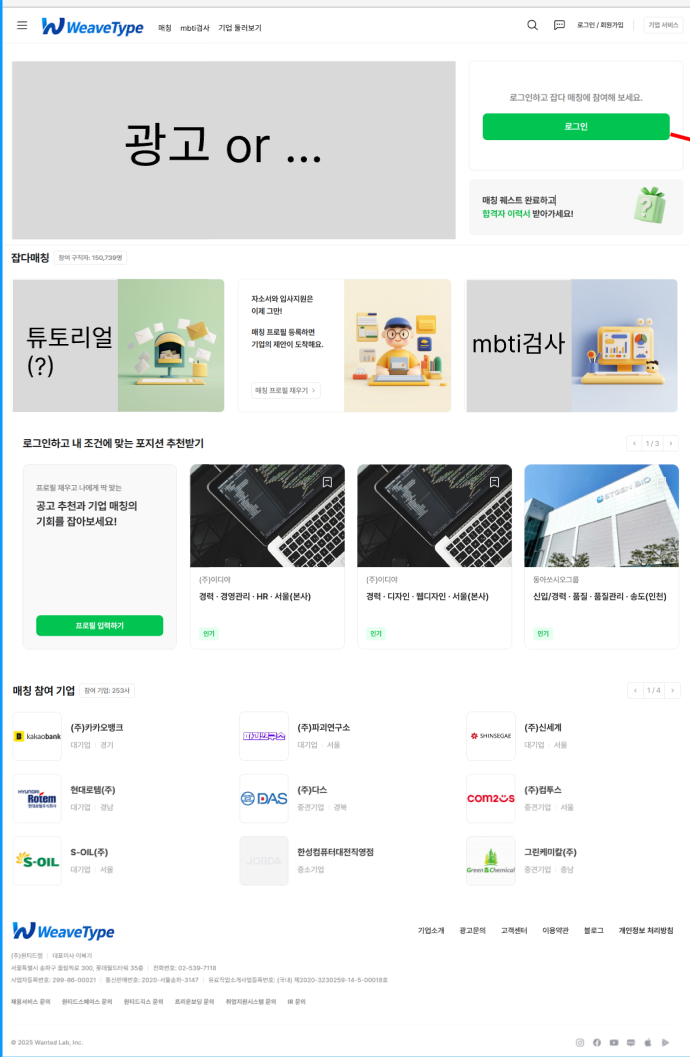 WeaveType 매칭 mbti검사 기업 둘러보기 로그인 / 회원가입 기업 서비스
광고 or ...
로그인하고 잡다 매칭에 참여해 보세요.
로그인
매칭 퀘스트 완료하고
합격자 이력서 받아가세요!
잡다매칭 참여 구직자: 150,739명
튜토리얼
(?)
자소서와 입사지원은
이제 그만!
매칭 프로필 등록하면
기업의 제안이 도착해요.
매칭 프로필 채우기 >
mbti검사
로그인하고 내 조건에 맞는 포지션 추천받기 < 1 / 3 >
프로필 채우고 나에게 딱 맞는
공고 추천과 기업 매칭의
기회를 잡아보세요!
프로필 입력하기
(주)이디야
경력 · 경영관리 · HR · 서울(본사)
인기
(주)이디야
경력 · 디자인 · 웹디자인 · 서울(본사)
인기
동아쏘시오그룹
신입/경력 · 품질 · 품질관리 · 송도(인천)
인기
매칭 참여 기업 참여 기업: 253사 < 1 / 4 >
kakaobank
(주)카카오뱅크
대기업 | 경기
(주)파괴연구소
대기업 | 서울
SHINSEGAE
(주)신세계
대기업 | 서울
HYUNDAI
Rotem
현대로템주식회사
현대로템(주)
대기업 | 경남
DAS
(주)다스
중견기업 | 경북
com2us
(주)컴투스
중견기업 | 서울
S-OIL
S-OIL(주)
대기업 | 서울
JOBDA
한성컴퓨터대전직영점
중소기업
Green & Chemical
그린케미칼(주)
중견기업 | 충남
WeaveType 기업소개 광고문의 고객센터 이용약관 블로그 개인정보 처리방침
(주)원티드랩 | 대표이사 이복기
서울특별시 송파구 올림픽로 300, 롯데월드타워 35층 | 전화번호: 02-539-7118
사업자등록번호: 299-86-00021 | 통신판매번호: 2020-서울송파-3147 | 유료직업소개사업등록번호: (국내) 제2020-3230259-14-5-00018호
채용서비스 문의 원티드스페이스 문의 원티드긱스 문의 프리온보딩 문의 취업지원시스템 문의 IR 문의
© 2025 Wanted Lab, Inc.